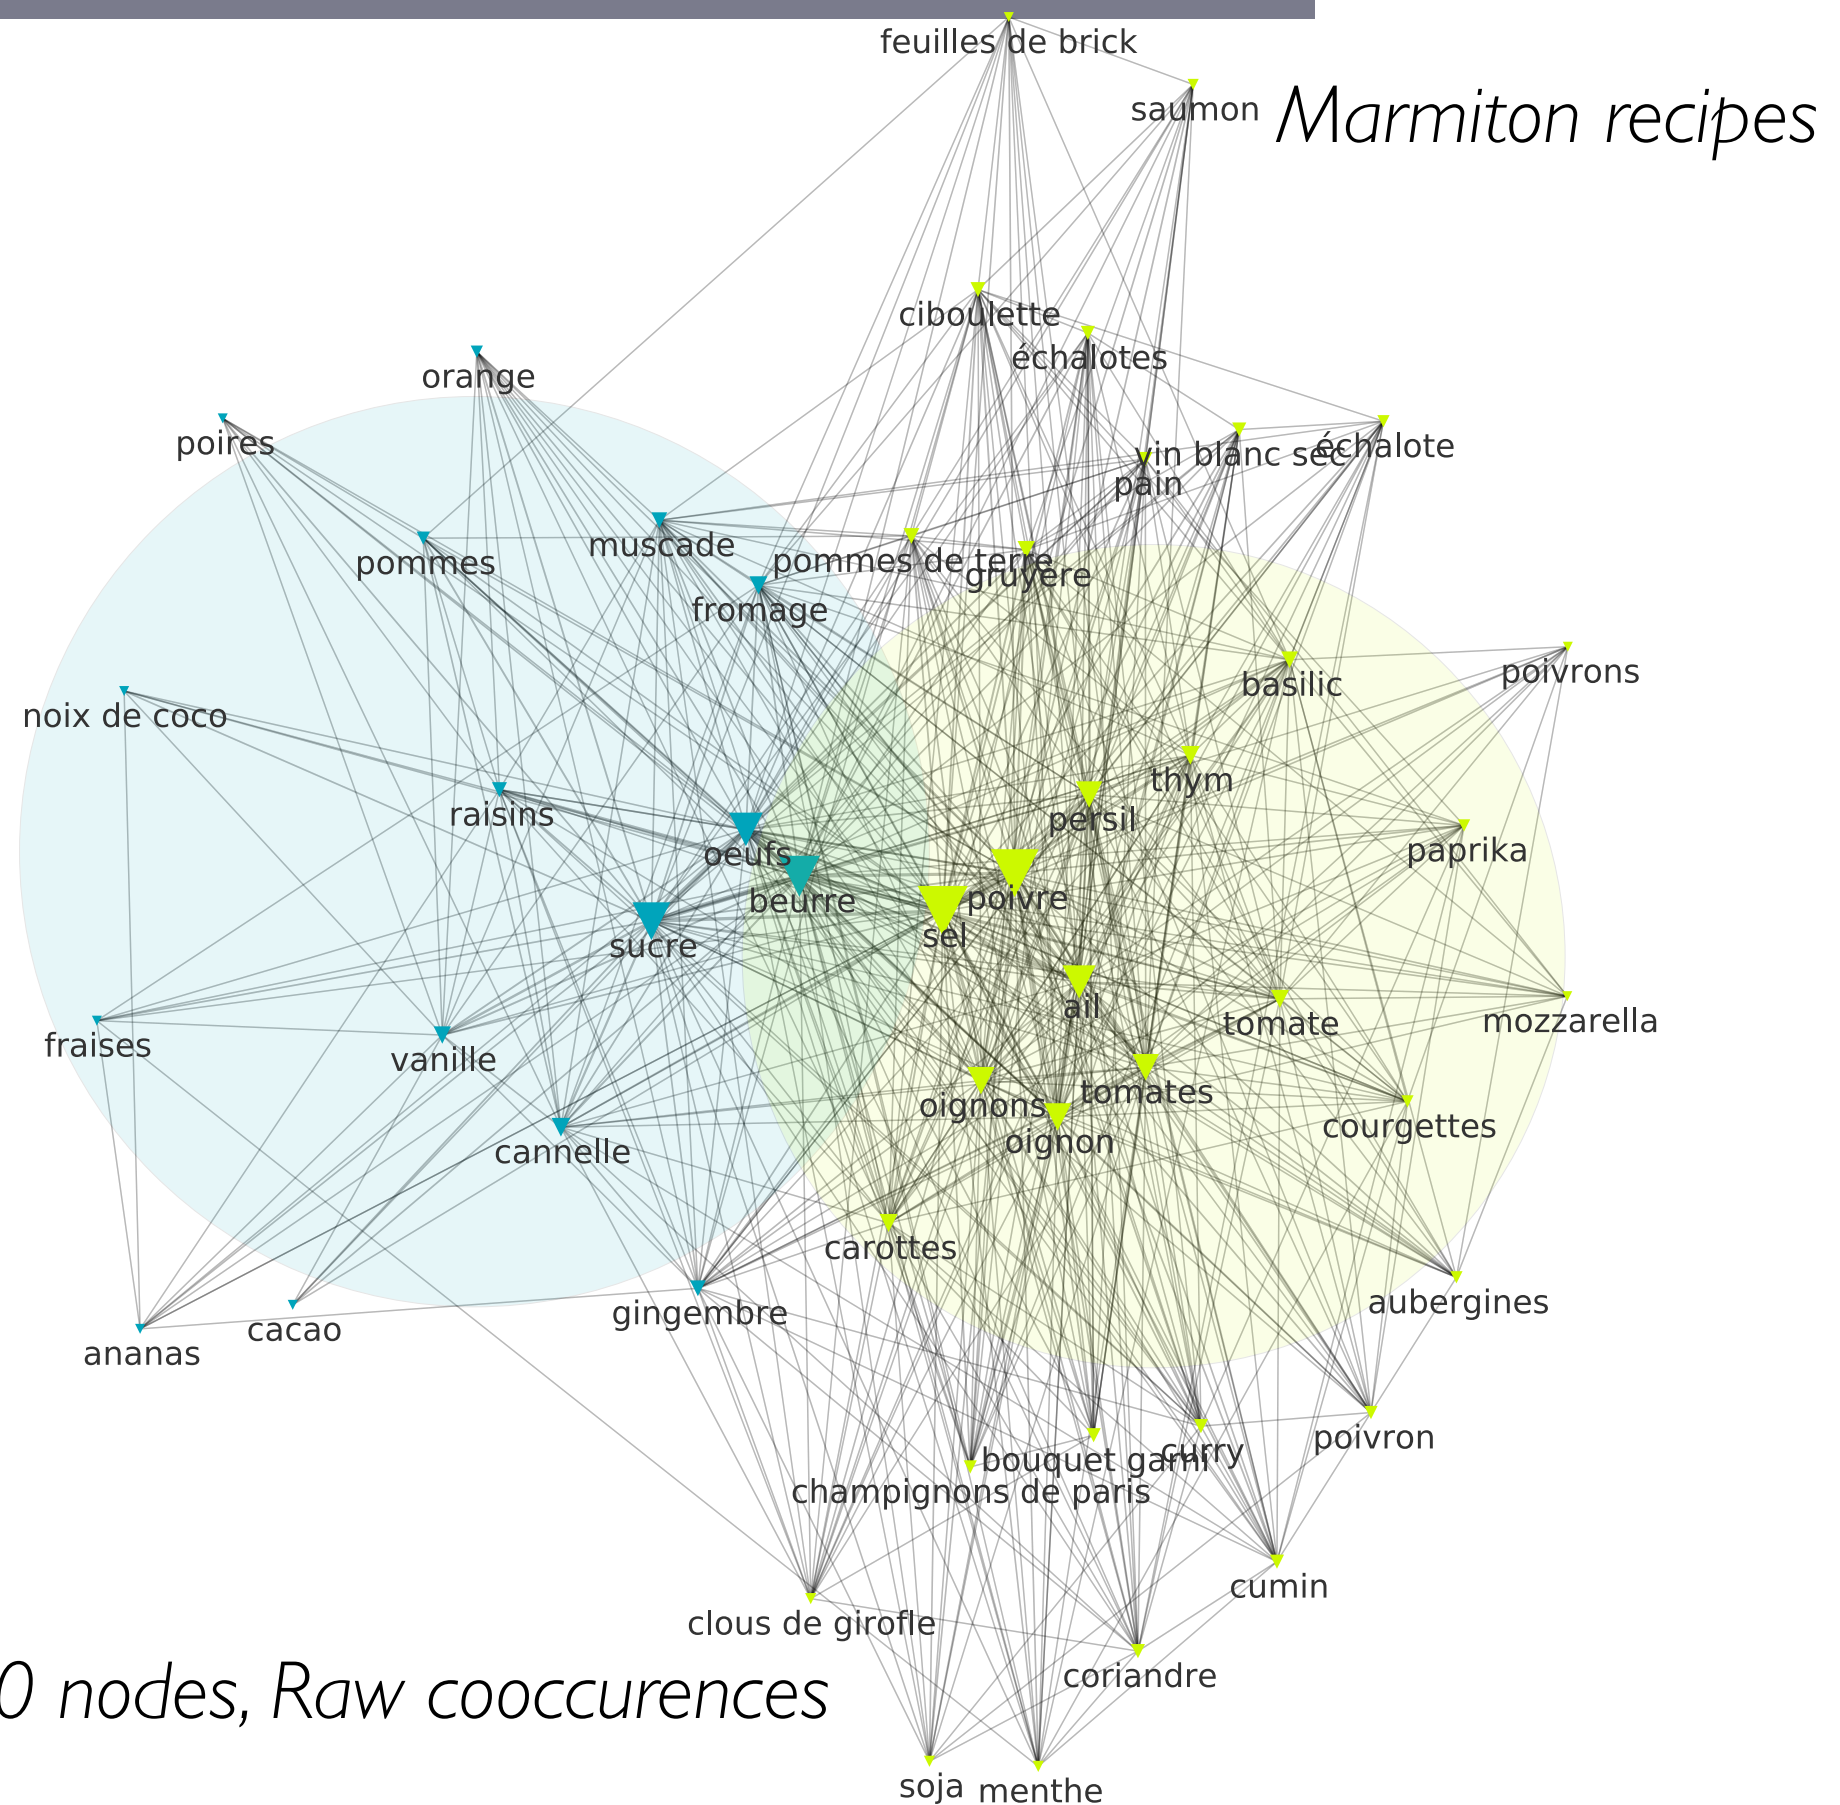 feuilles de brick
saumon
Marmiton recipes
ciboulette
échalotes
orange
poires
vin blanc sec
échalote
pain
muscade
pommes
pommes de terre
gruyère
fromage
poivrons
basilic
noix de coco
thym
raisins
persil
oeufs
paprika
beurre
poivre
sel
sucre
ail
tomate
mozzarella
fraises
vanille
oignons
tomates
courgettes
oignon
cannelle
carottes
gingembre
aubergines
cacao
ananas
poivron
bouquet garni
curry
champignons de paris
cumin
clous de girofle
coriandre
0 nodes, Raw cooccurences
soja
menthe